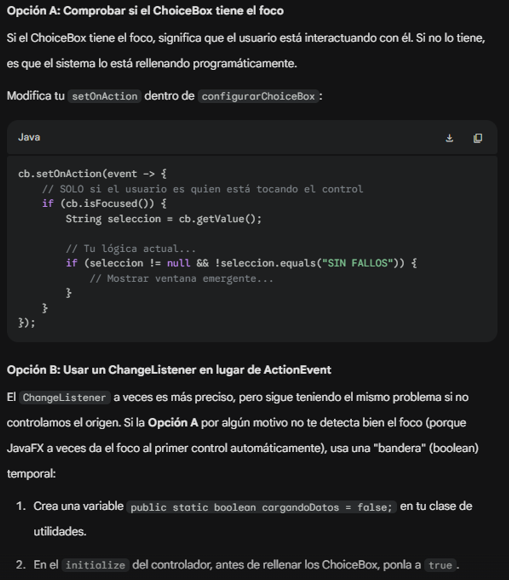 Opción A: Comprobar si el ChoiceBox tiene el foco
Si el ChoiceBox tiene el foco, significa que el usuario está interactuando con él. Si no lo tiene,
es que el sistema lo está rellenando programáticamente.
Modifica tu setOnAction dentro de configurarChoiceBox:
Java
cb.setOnAction(event -> {
    // SOLO si el usuario es quien está tocando el control
    if (cb.isFocused()) {
        String seleccion = cb.getValue();

        // Tu lógica actual...
        if (seleccion != null && !seleccion.equals("SIN FALLOS")) {
            // Mostrar ventana emergente...
        }
    }
});
Opción B: Usar un ChangeListener en lugar de ActionEvent
El ChangeListener a veces es más preciso, pero sigue teniendo el mismo problema si no
controlamos el origen. Si la Opción A por algún motivo no te detecta bien el foco (porque
JavaFX a veces da el foco al primer control automáticamente), usa una "bandera" (boolean)
temporal:
1. Crea una variable public static boolean cargandoDatos = false; en tu clase de
utilidades.
2. En el initialize del controlador, antes de rellenar los ChoiceBox, ponla a true.